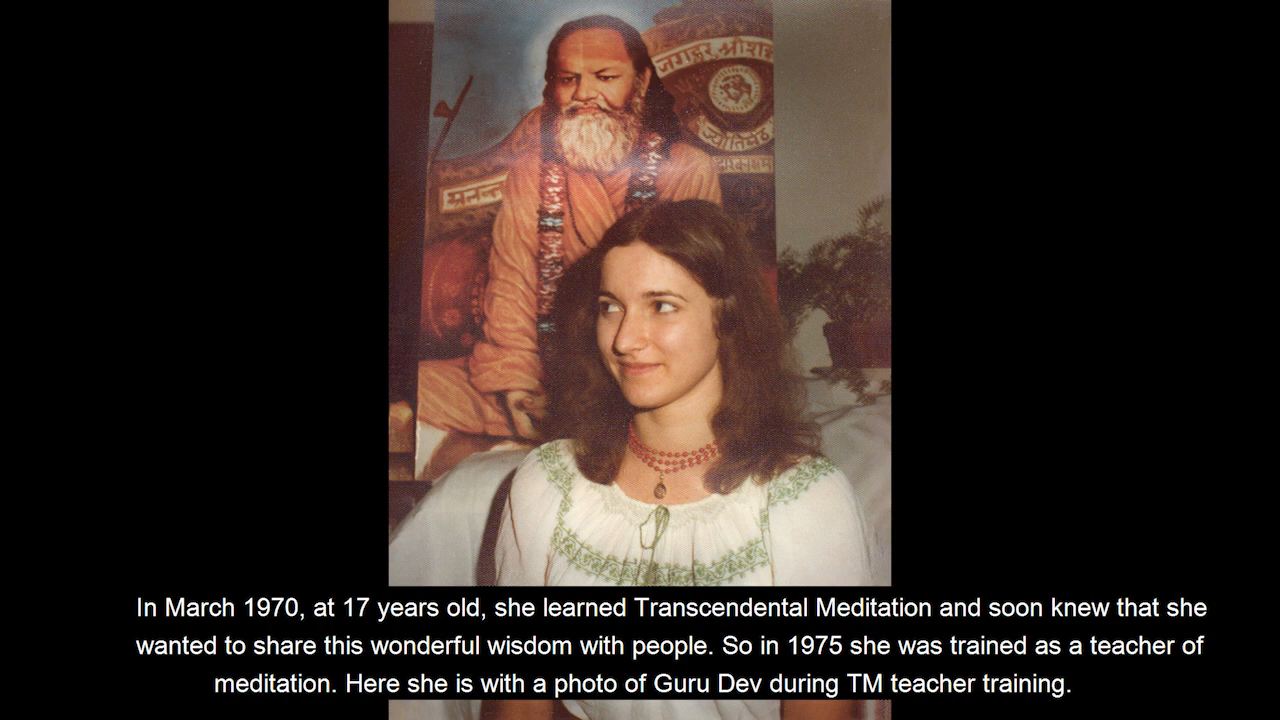 जगद्गुरु श्रीशं
ज्योतिर्मठ
In March 1970, at 17 years old, she learned Transcendental Meditation and soon knew that she
wanted to share this wonderful wisdom with people. So in 1975 she was trained as a teacher of
meditation. Here she is with a photo of Guru Dev during TM teacher training.